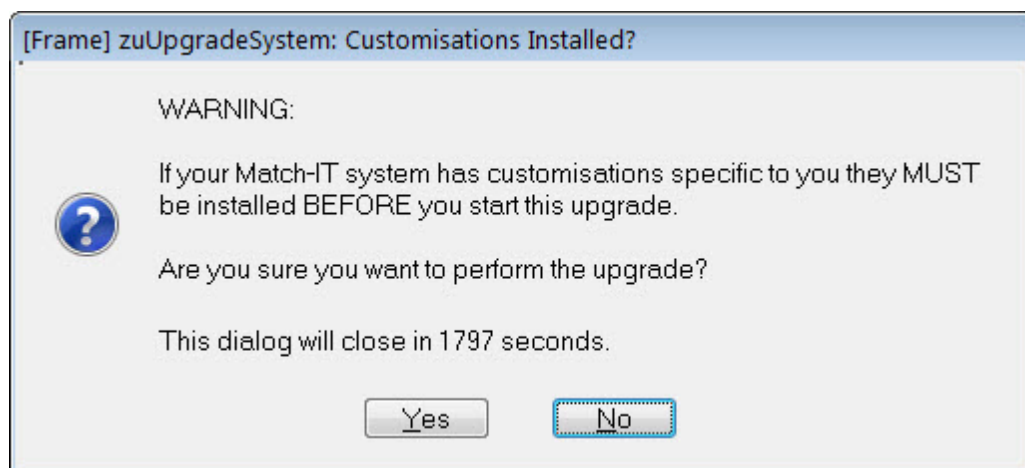 [Frame] zuUpgradeSystem: Customisations Installed?
WARNING:
If your Match-IT system has customisations specific to you they MUST
be installed BEFORE you start this upgrade.
Are you sure you want to perform the upgrade?
This dialog will close in 1797 seconds.
Yes No